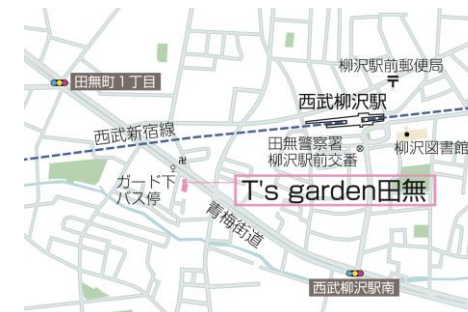 柳沢駅前郵便局
田無町1丁目
西武柳沢駅
西武新宿線
田無警察署
柳沢駅前交番
柳沢図書館
ガード下
バス停
T's garden田無
青梅街道
西武柳沢駅南